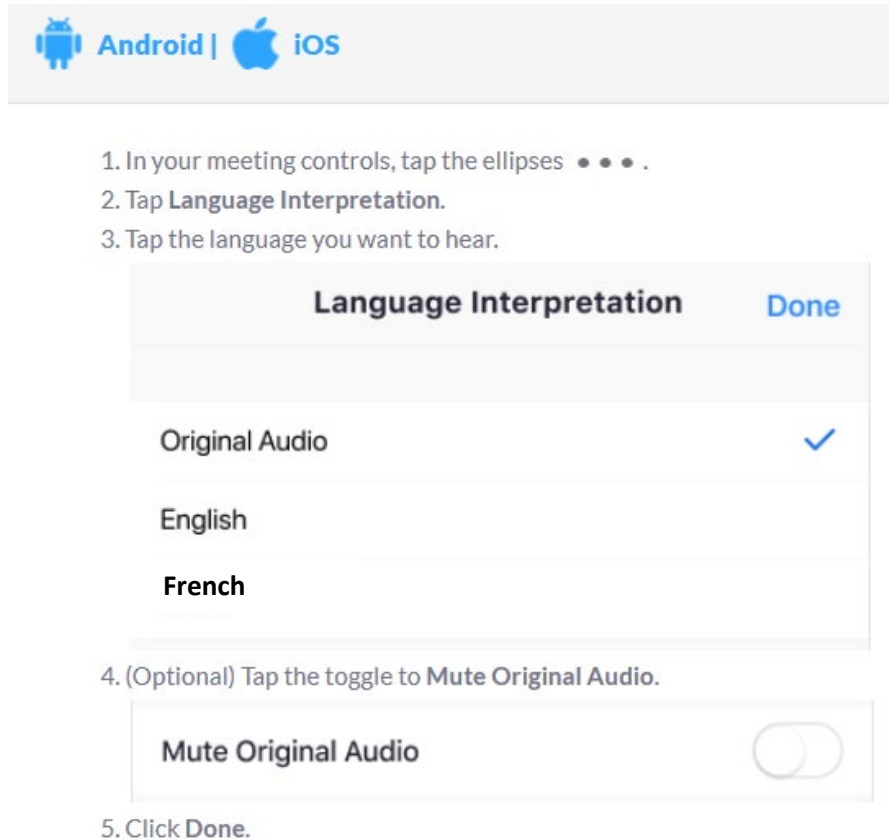 Android | iOS
1. In your meeting controls, tap the ellipses • • • .
2. Tap Language Interpretation.
3. Tap the language you want to hear.
Language Interpretation Done
Original Audio
English
French
4. (Optional) Tap the toggle to Mute Original Audio.
Mute Original Audio
5. Click Done.